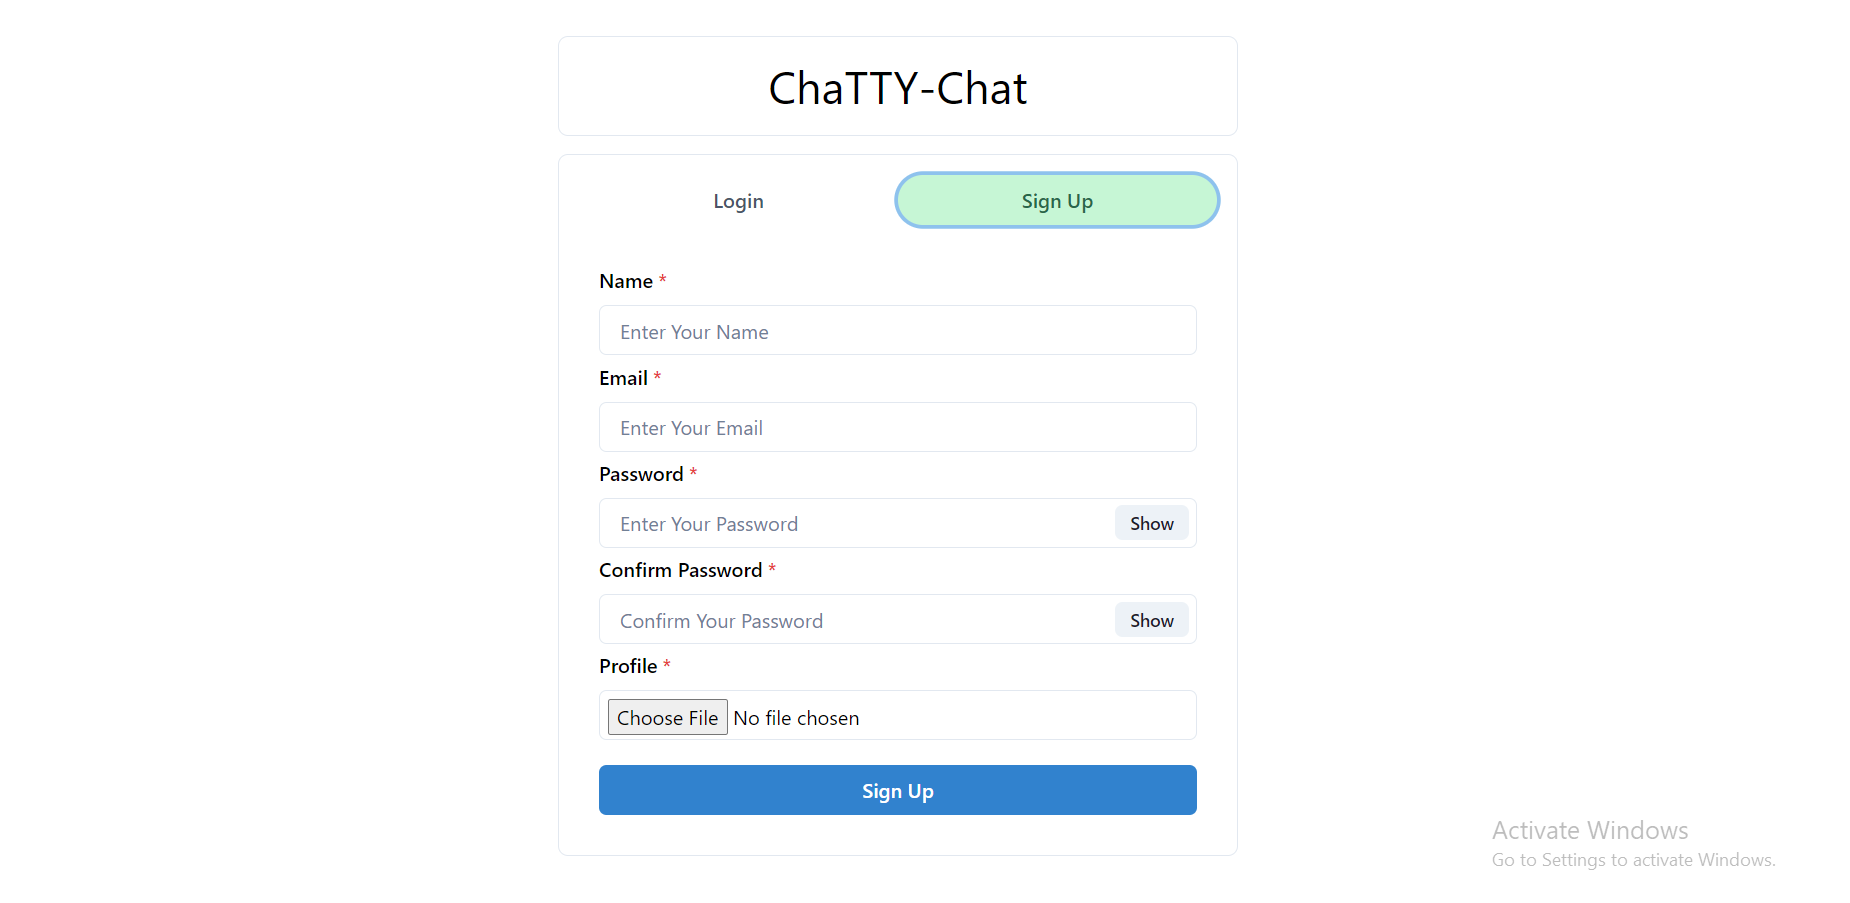 ChaTTY-Chat
Login
Sign Up
Name *
Enter Your Name
Email *
Enter Your Email
Password *
Enter Your Password
Show
Confirm Password *
Confirm Your Password
Show
Profile *
Choose File No file chosen
Sign Up
Activate Windows
Go to Settings to activate Windows.